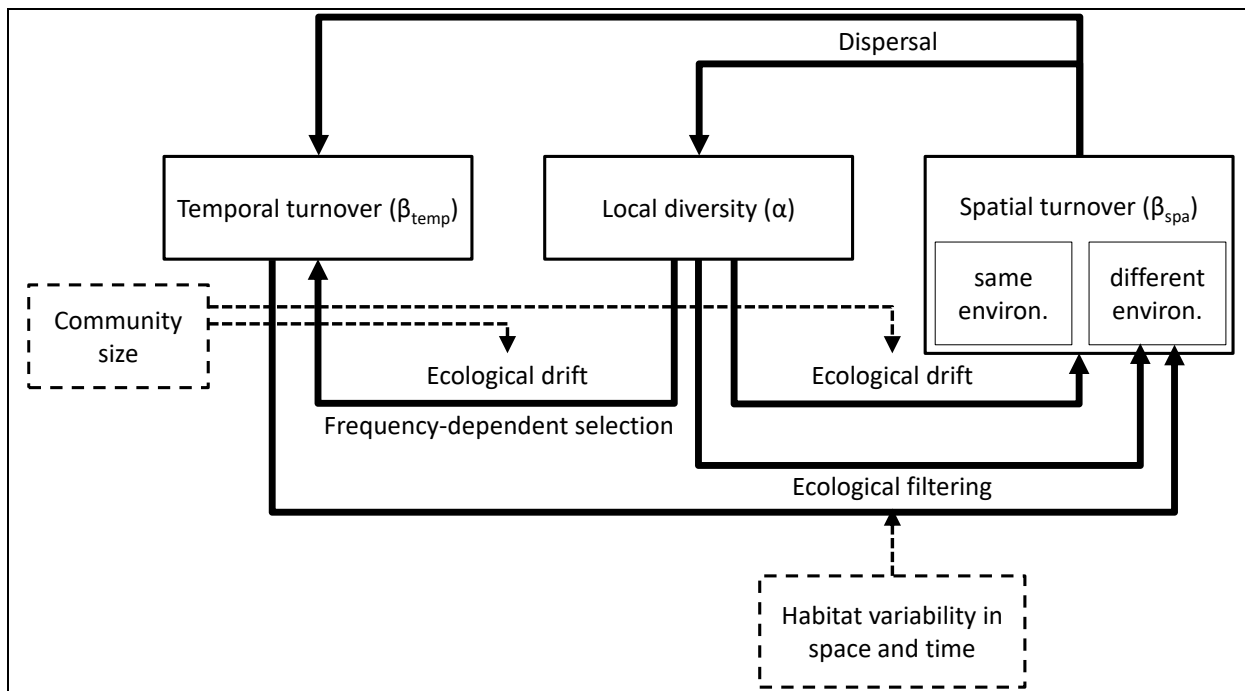 Dispersal
Temporal turnover (βtemp)
Local diversity (α)
Spatial turnover (βspa)
same
environ.
different
environ.
Community
size
Ecological drift
Ecological drift
Frequency-dependent selection
Ecological filtering
Habitat variability in
space and time